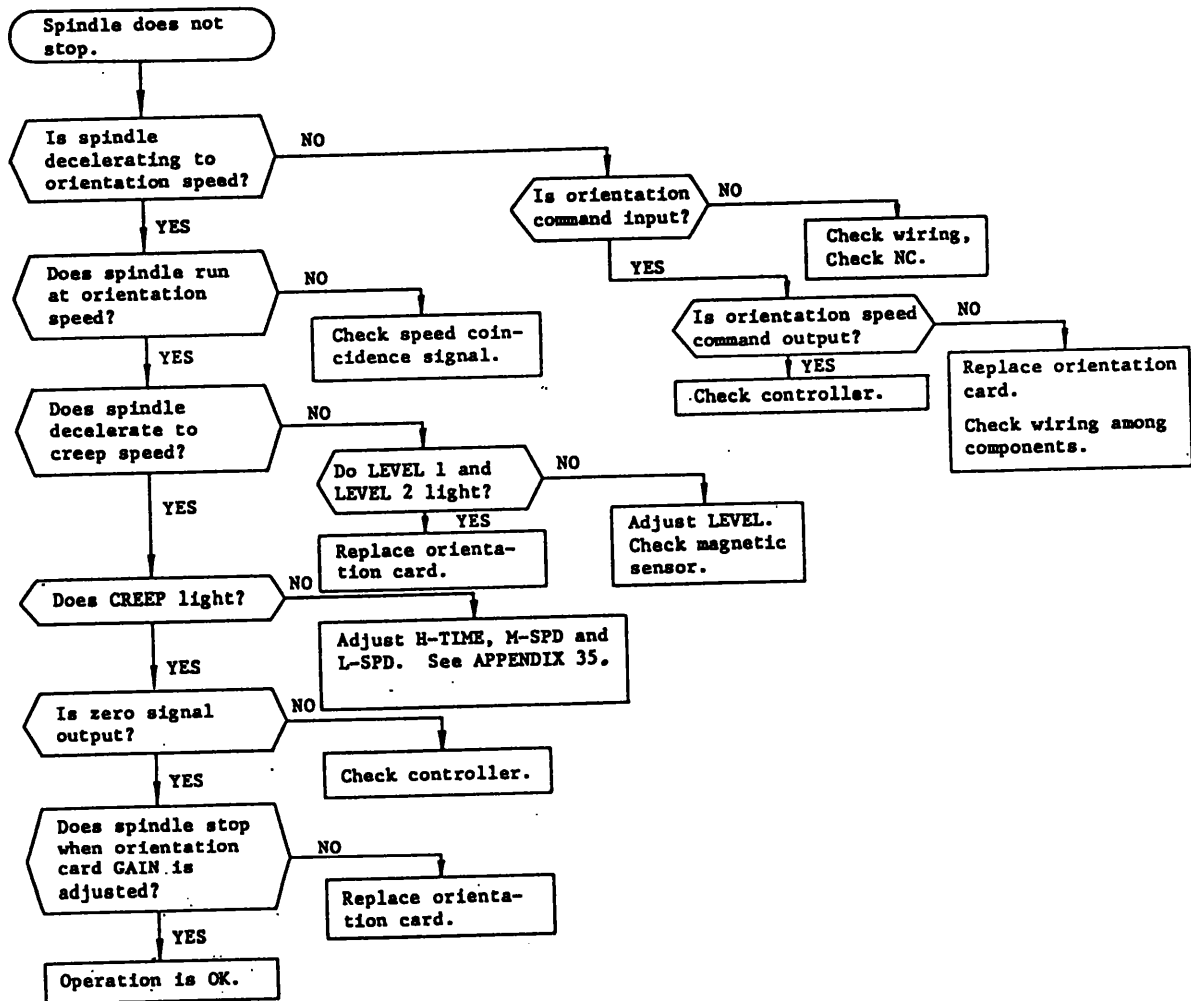 Spindle does not
stop.
Is spindle
decelerating to
orientation speed?
NO
YES
Is orientation
command input?
NO
Check wiring,
Check NC.
YES
Is orientation speed
command output?
NO
Replace orientation
card.
Check wiring among
components.
YES
Check controller.
Does spindle run
at orientation
speed?
NO
Check speed coin-
cidence signal.
YES
Does spindle
decelerate to
creep speed?
NO
Do LEVEL 1 and
LEVEL 2 light?
NO
Adjust LEVEL.
Check magnetic
sensor.
YES
Replace orienta-
tion card.
YES
Does CREEP light?
NO
Adjust H-TIME, M-SPD and
L-SPD. See APPENDIX 35.
YES
Is zero signal
output?
NO
Check controller.
YES
Does spindle stop
when orientation
card GAIN is
adjusted?
NO
Replace orienta-
tion card.
YES
Operation is OK.